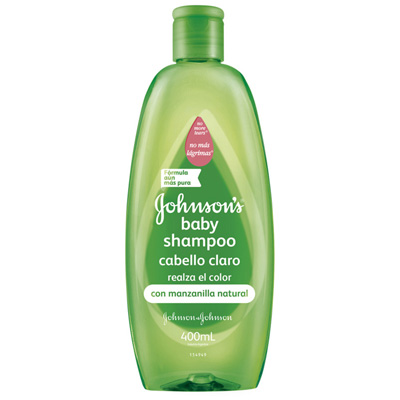 no more
tears™
no más
lágrimas*
Fórmula
aún
más pura
Johnson's
baby
shampoo
cabello claro
realza el color
con manzanilla natural
Johnson & Johnson
400mL